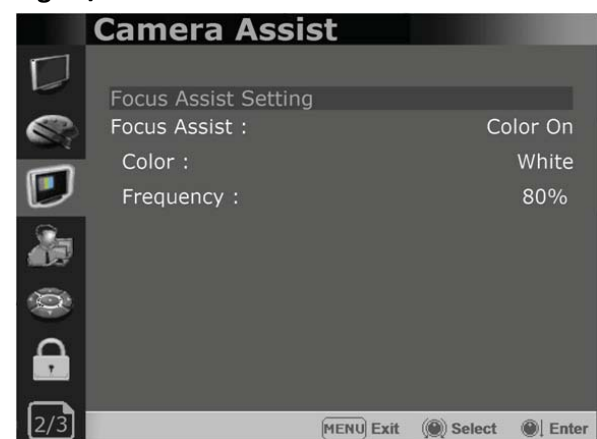 Camera Assist
Focus Assist Setting
Focus Assist : Color On
Color : White
Frequency : 80%
2/3
MENU Exit Select Enter